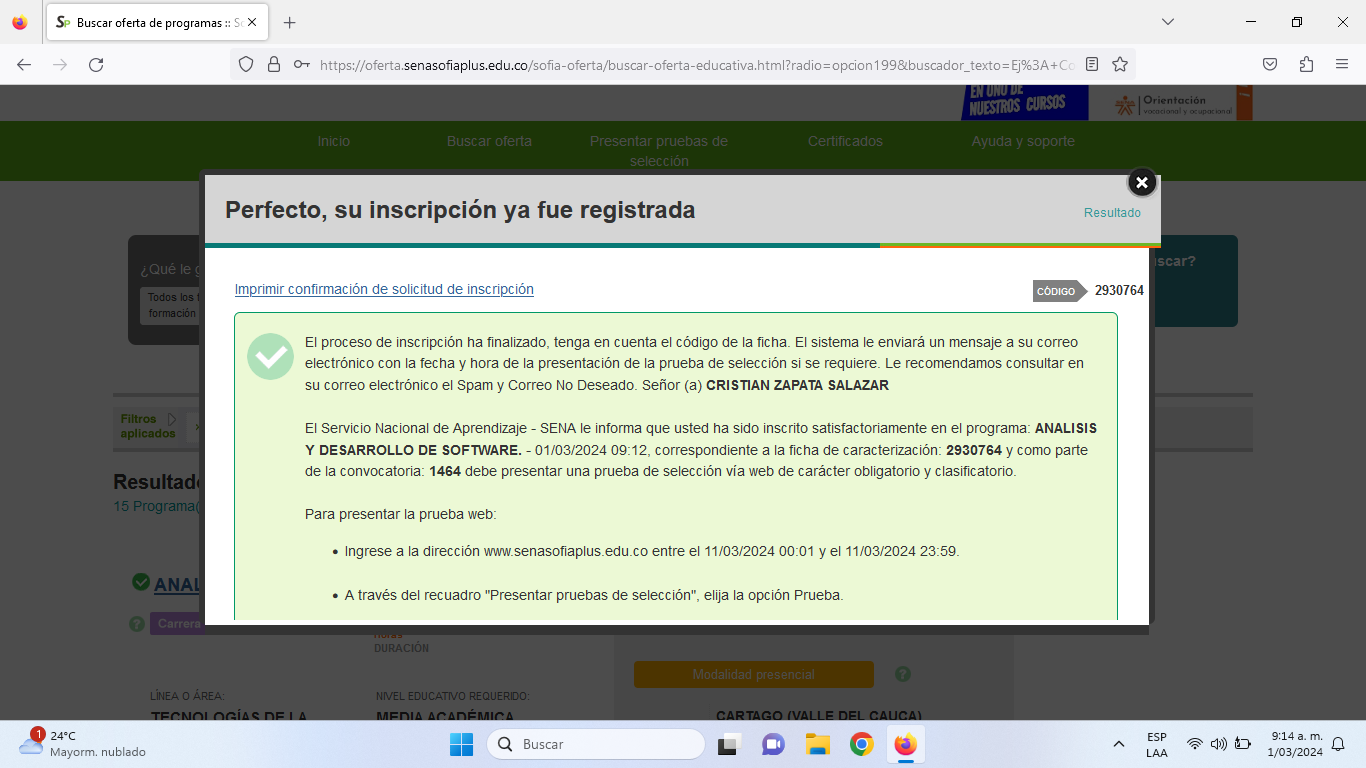 Buscar oferta de programas :: S
https://oferta.senasofiaplus.edu.co/sofia-oferta/buscar-oferta-educativa.html?radio=opcion199&buscador_texto=Ej%3A+Co
EN UNO DE
NUESTROS CURSOS
Orientación
vocacional y ocupacional
Inicio
Buscar oferta
Presentar pruebas de
selección
Certificados
Ayuda y soporte
Perfecto, su inscripción ya fue registrada
Resultado
¿Qué le g
scar?
Todos los
formación
Imprimir confirmación de solicitud de inscripción
CÓDIGO 2930764
El proceso de inscripción ha finalizado, tenga en cuenta el código de la ficha. El sistema le enviará un mensaje a su correo
electrónico con la fecha y hora de la presentación de la prueba de selección si se requiere. Le recomendamos consultar en
su correo electrónico el Spam y Correo No Deseado. Señor (a) CRISTIAN ZAPATA SALAZAR
El Servicio Nacional de Aprendizaje - SENA le informa que usted ha sido inscrito satisfactoriamente en el programa: ANALISIS
Y DESARROLLO DE SOFTWARE. - 01/03/2024 09:12, correspondiente a la ficha de caracterización: 2930764 y como parte
de la convocatoria: 1464 debe presentar una prueba de selección vía web de carácter obligatorio y clasificatorio.
Para presentar la prueba web:
• Ingrese a la dirección www.senasofiaplus.edu.co entre el 11/03/2024 00:01 y el 11/03/2024 23:59.
• A través del recuadro "Presentar pruebas de selección", elija la opción Prueba.
Filtros
aplicados
Resultad
15 Programa(
ANAL
Carrera
horas
DURACIÓN
Modalidad presencial
LÍNEA O ÁREA:
NIVEL EDUCATIVO REQUERIDO:
TECNOLOGÍAS DE LA
MEDIA ACADÉMICA
CARTAGO (VALLE DEL CAUCA)
1
24°C
Mayorm. nublado
Buscar
ESP
LAA
9:14 a. m.
1/03/2024